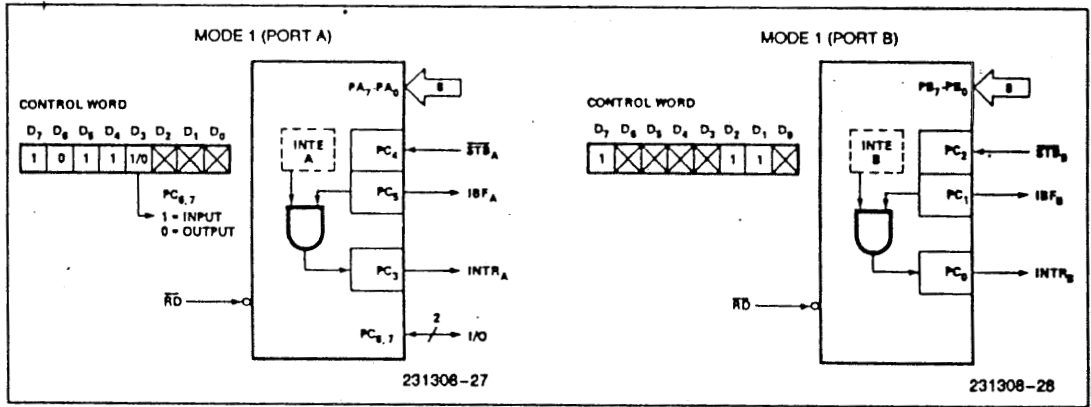 MODE 1 (PORT A)
PA7-PA0
8
CONTROL WORD
D7 D6 D5 D4 D3 D2 D1 D0
1 0 1 1 1/0
PC6,7
1 = INPUT
0 = OUTPUT
INTE
A
PC4
STBA
PC5
IBFA
PC3
INTRA
RD
PC6,7
2
I/O
231308-27
MODE 1 (PORT B)
PB7-PB0
8
CONTROL WORD
D7 D6 D5 D4 D3 D2 D1 D0
1 1 1
INTE
B
PC2
STBB
PC1
IBFB
PC0
INTRB
RD
231308-28